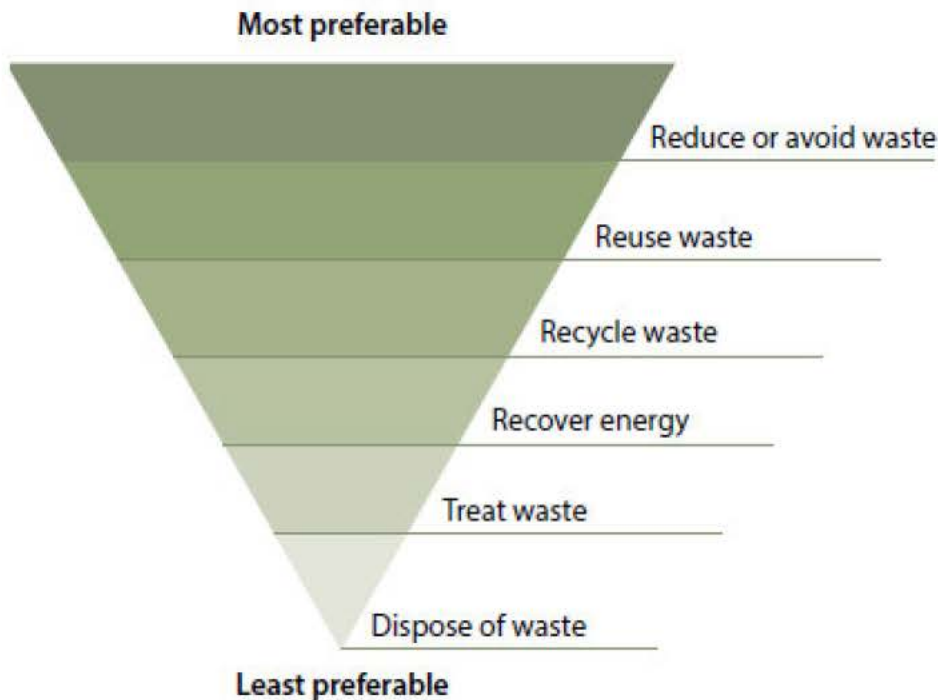 Most preferable
Reduce or avoid waste
Reuse waste
Recycle waste
Recover energy
Treat waste
Dispose of waste
Least preferable